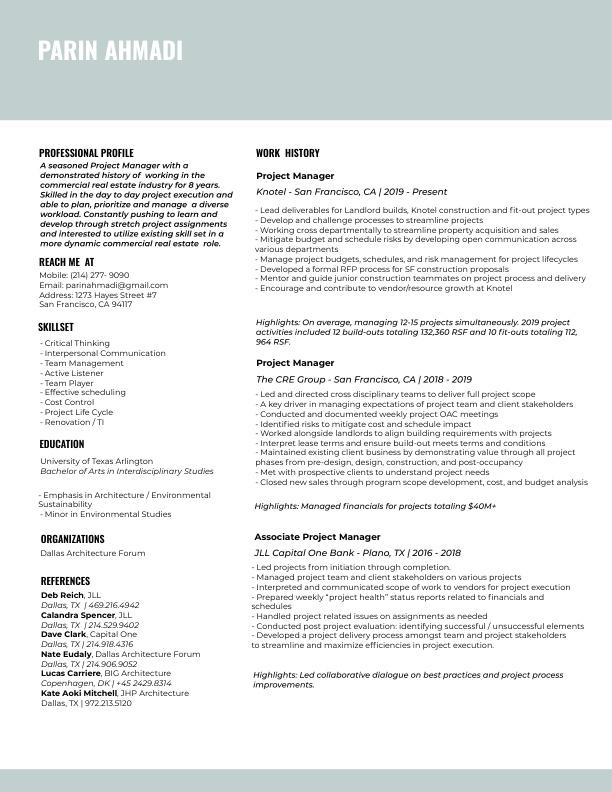 PARIN AHMADI
PROFESSIONAL PROFILE
A seasoned Project Manager with a
demonstrated history of working in the
commercial real estate industry for 8 years.
Skilled in the day to day project execution and
able to plan, prioritize and manage a diverse
workload. Constantly pushing to learn and
develop through stretch project assignments
and interested to utilize existing skill set in a
more dynamic commercial real estate role.
REACH ME AT
Mobile: (214) 277- 9090
Email: parinahmadi@gmail.com
Address: 1273 Hayes Street #7
San Francisco, CA 94117
SKILLSET
- Critical Thinking
- Interpersonal Communication
- Team Management
- Active Listener
- Team Player
- Effective scheduling
- Cost Control
- Project Life Cycle
- Renovation / TI
EDUCATION
University of Texas Arlington
Bachelor of Arts in Interdisciplinary Studies
- Emphasis in Architecture / Environmental
Sustainability
- Minor in Environmental Studies
ORGANIZATIONS
Dallas Architecture Forum
REFERENCES
Deb Reich, JLL
Dallas, TX | 469.216.4942
Calandra Spencer, JLL
Dallas, TX | 214.529.9402
Dave Clark, Capital One
Dallas, TX | 214.918.4316
Nate Eudaly, Dallas Architecture Forum
Dallas, TX | 214.906.9052
Lucas Carriere, BIG Architecture
Copenhagen, DK | +45 2429.8314
Kate Aoki Mitchell, JHP Architecture
Dallas, TX | 972.213.5120
WORK HISTORY
Project Manager
Knotel - San Francisco, CA | 2019 - Present
- Lead deliverables for Landlord builds, Knotel construction and fit-out project types
- Develop and challenge processes to streamline projects
- Working cross departmentally to streamline property acquisition and sales
- Mitigate budget and schedule risks by developing open communication across
various departments
- Manage project budgets, schedules, and risk management for project lifecycles
- Developed a formal RFP process for SF construction proposals
- Mentor and guide junior construction teammates on project process and delivery
- Encourage and contribute to vendor/resource growth at Knotel
Highlights: On average, managing 12-15 projects simultaneously. 2019 project
activities included 12 build-outs totaling 132,360 RSF and 10 fit-outs totaling 112,
964 RSF.
Project Manager
The CRE Group - San Francisco, CA | 2018 - 2019
- Led and directed cross disciplinary teams to deliver full project scope
- A key driver in managing expectations of project team and client stakeholders
- Conducted and documented weekly project OAC meetings
- Identified risks to mitigate cost and schedule impact
- Worked alongside landlords to align building requirements with projects
- Interpret lease terms and ensure build-out meets terms and conditions
- Maintained existing client business by demonstrating value through all project
phases from pre-design, design, construction, and post-occupancy
- Met with prospective clients to understand project needs
- Closed new sales through program scope development, cost, and budget analysis
Highlights: Managed financials for projects totaling $40M+
Associate Project Manager
JLL Capital One Bank - Plano, TX | 2016 - 2018
- Led projects from initiation through completion.
- Managed project team and client stakeholders on various projects
- Interpreted and communicated scope of work to vendors for project execution
- Prepared weekly “project health” status reports related to financials and
schedules
- Handled project related issues on assignments as needed
- Conducted post project evaluation: identifying successful / unsuccessful elements
- Developed a project delivery process amongst team and project stakeholders
to streamline and maximize efficiencies in project execution.
Highlights: Led collaborative dialogue on best practices and project process
improvements.